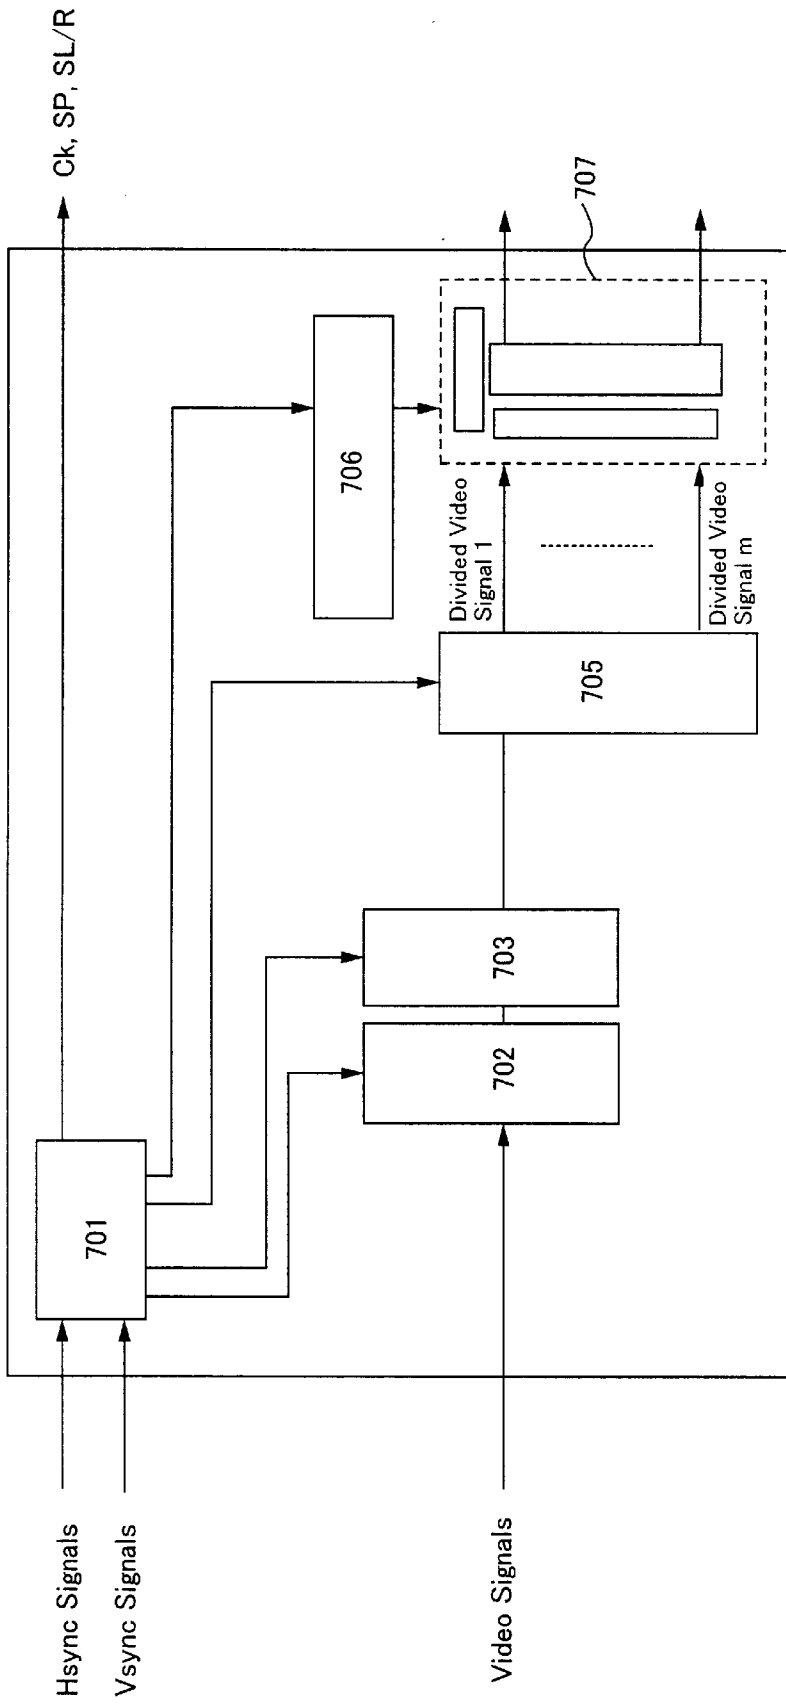 Hsync Signals
Vsync Signals
Video Signals
701
702
703
705
706
707
Divided Video
Signal 1
Divided Video
Signal m
Ck, SP, SL/R